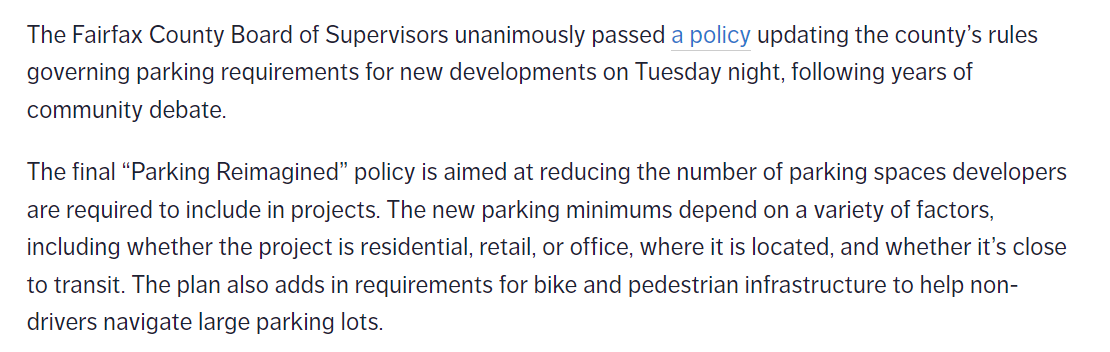 The Fairfax County Board of Supervisors unanimously passed a policy updating the county’s rules
governing parking requirements for new developments on Tuesday night, following years of
community debate.
The final “Parking Reimagined” policy is aimed at reducing the number of parking spaces developers
are required to include in projects. The new parking minimums depend on a variety of factors,
including whether the project is residential, retail, or office, where it is located, and whether it’s close
to transit. The plan also adds in requirements for bike and pedestrian infrastructure to help non-
drivers navigate large parking lots.